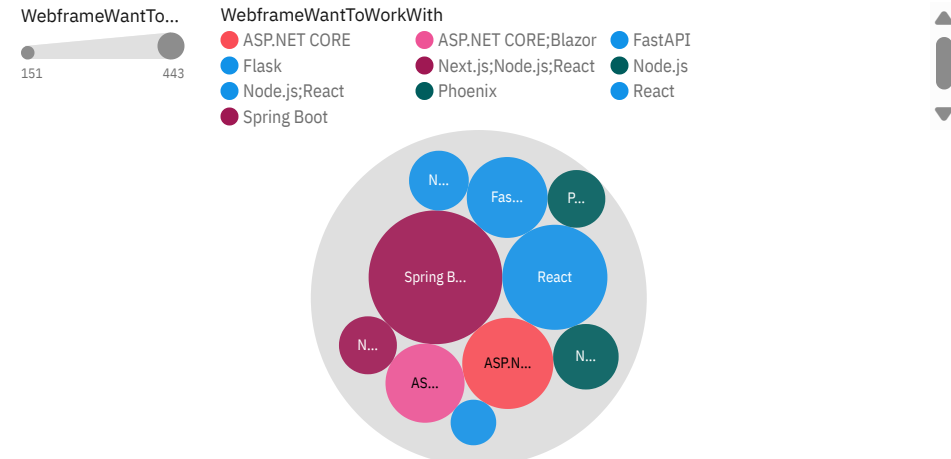 WebframeWantTo...
151 443
WebframeWantToWorkWith
ASP.NET CORE ASP.NET CORE;Blazor FastAPI
Flask Next.js;Node.js;React Node.js
Node.js;React Phoenix React
Spring Boot
N...
Fas...
P...
Spring B...
React
N...
ASP.N...
N...
AS...